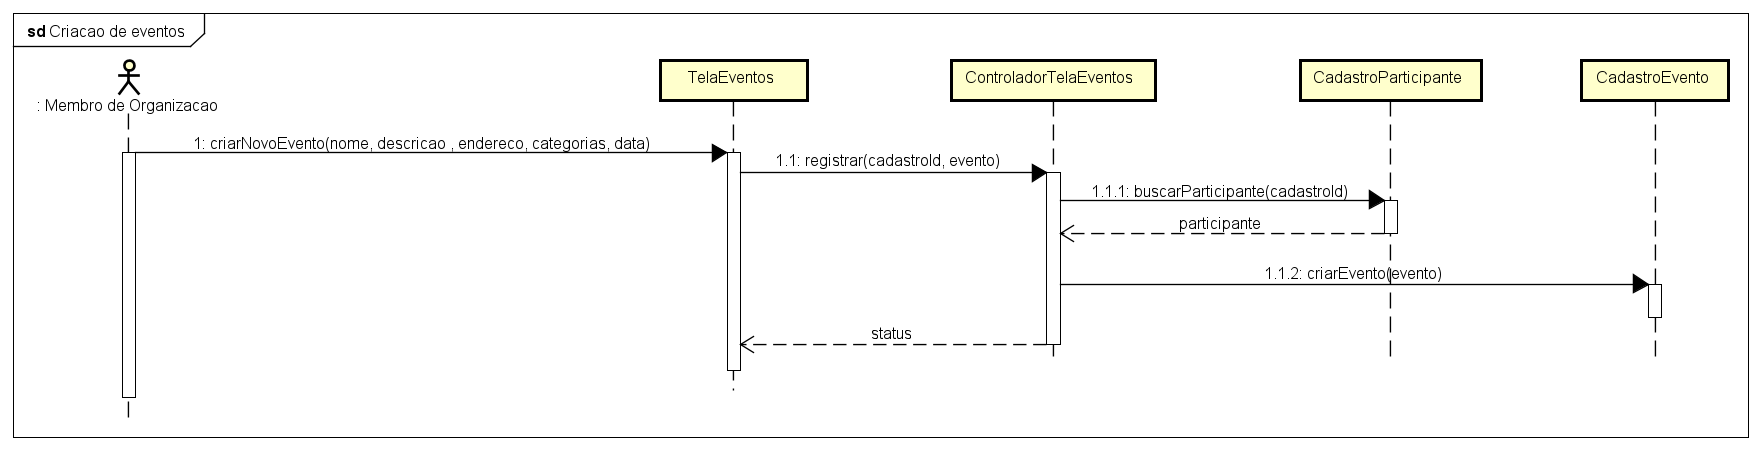 sd Criacao de eventos
: Membro de Organizacao
TelaEventos
ControladorTelaEventos
CadastroParticipante
CadastroEvento
1: criarNovoEvento(nome, descricao , endereco, categorias, data)
1.1: registrar(cadastroId, evento)
1.1.1: buscarParticipante(cadastroId)
participante
1.1.2: criarEvento(evento)
status